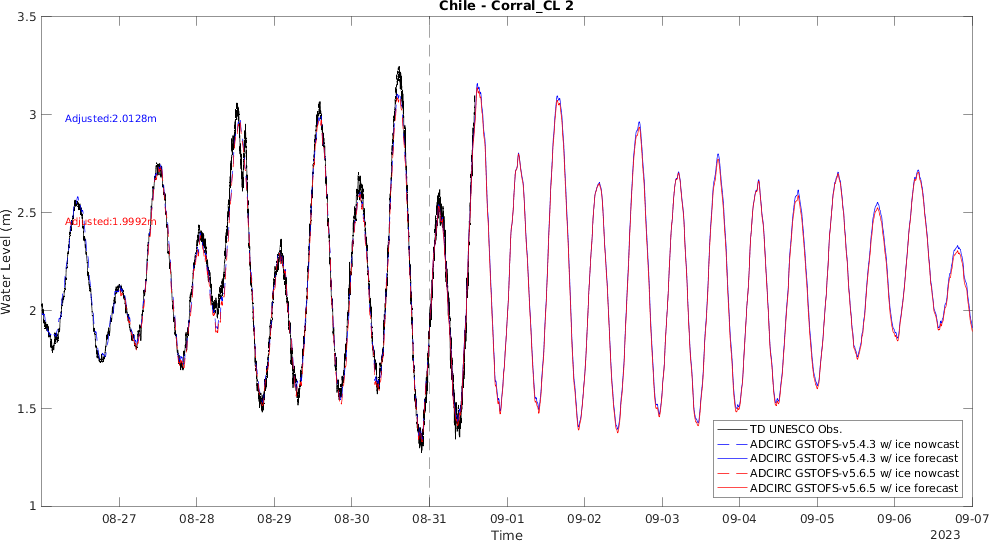 Chile - Corral_CL 2
3.5
3
2.5
2
1.5
1
Water Level (m)
Adjusted:2.0128m
Adjusted:1.9992m
TD UNESCO Obs.
ADCIRC GSTOFS-v5.4.3 w/ ice nowcast
ADCIRC GSTOFS-v5.4.3 w/ ice forecast
ADCIRC GSTOFS-v5.6.5 w/ ice nowcast
ADCIRC GSTOFS-v5.6.5 w/ ice forecast
08-27 08-28 08-29 08-30 08-31 09-01 09-02 09-03 09-04 09-05 09-06 09-07
Time
2023